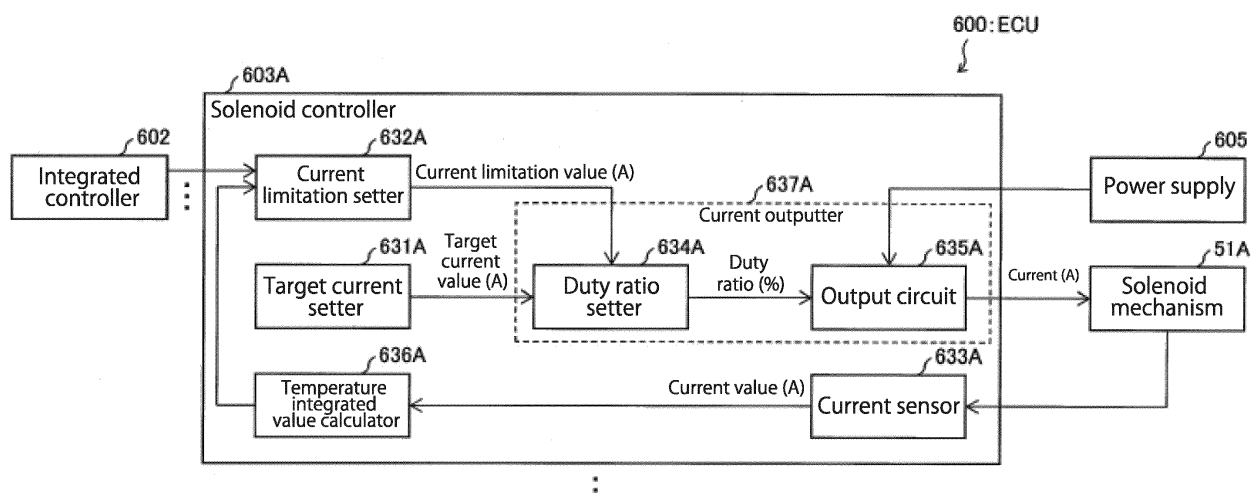 600:ECU
603A
Solenoid controller
602
Integrated
controller
632A
Current
limitation setter
Current limitation value (A)
605
Power supply
637A
Current outputter
631A
Target current
setter
Target
current
value (A)
634A
Duty ratio
setter
Duty
ratio (%)
635A
Output circuit
Current (A)
51A
Solenoid
mechanism
636A
Temperature
integrated
value calculator
Current value (A)
633A
Current sensor